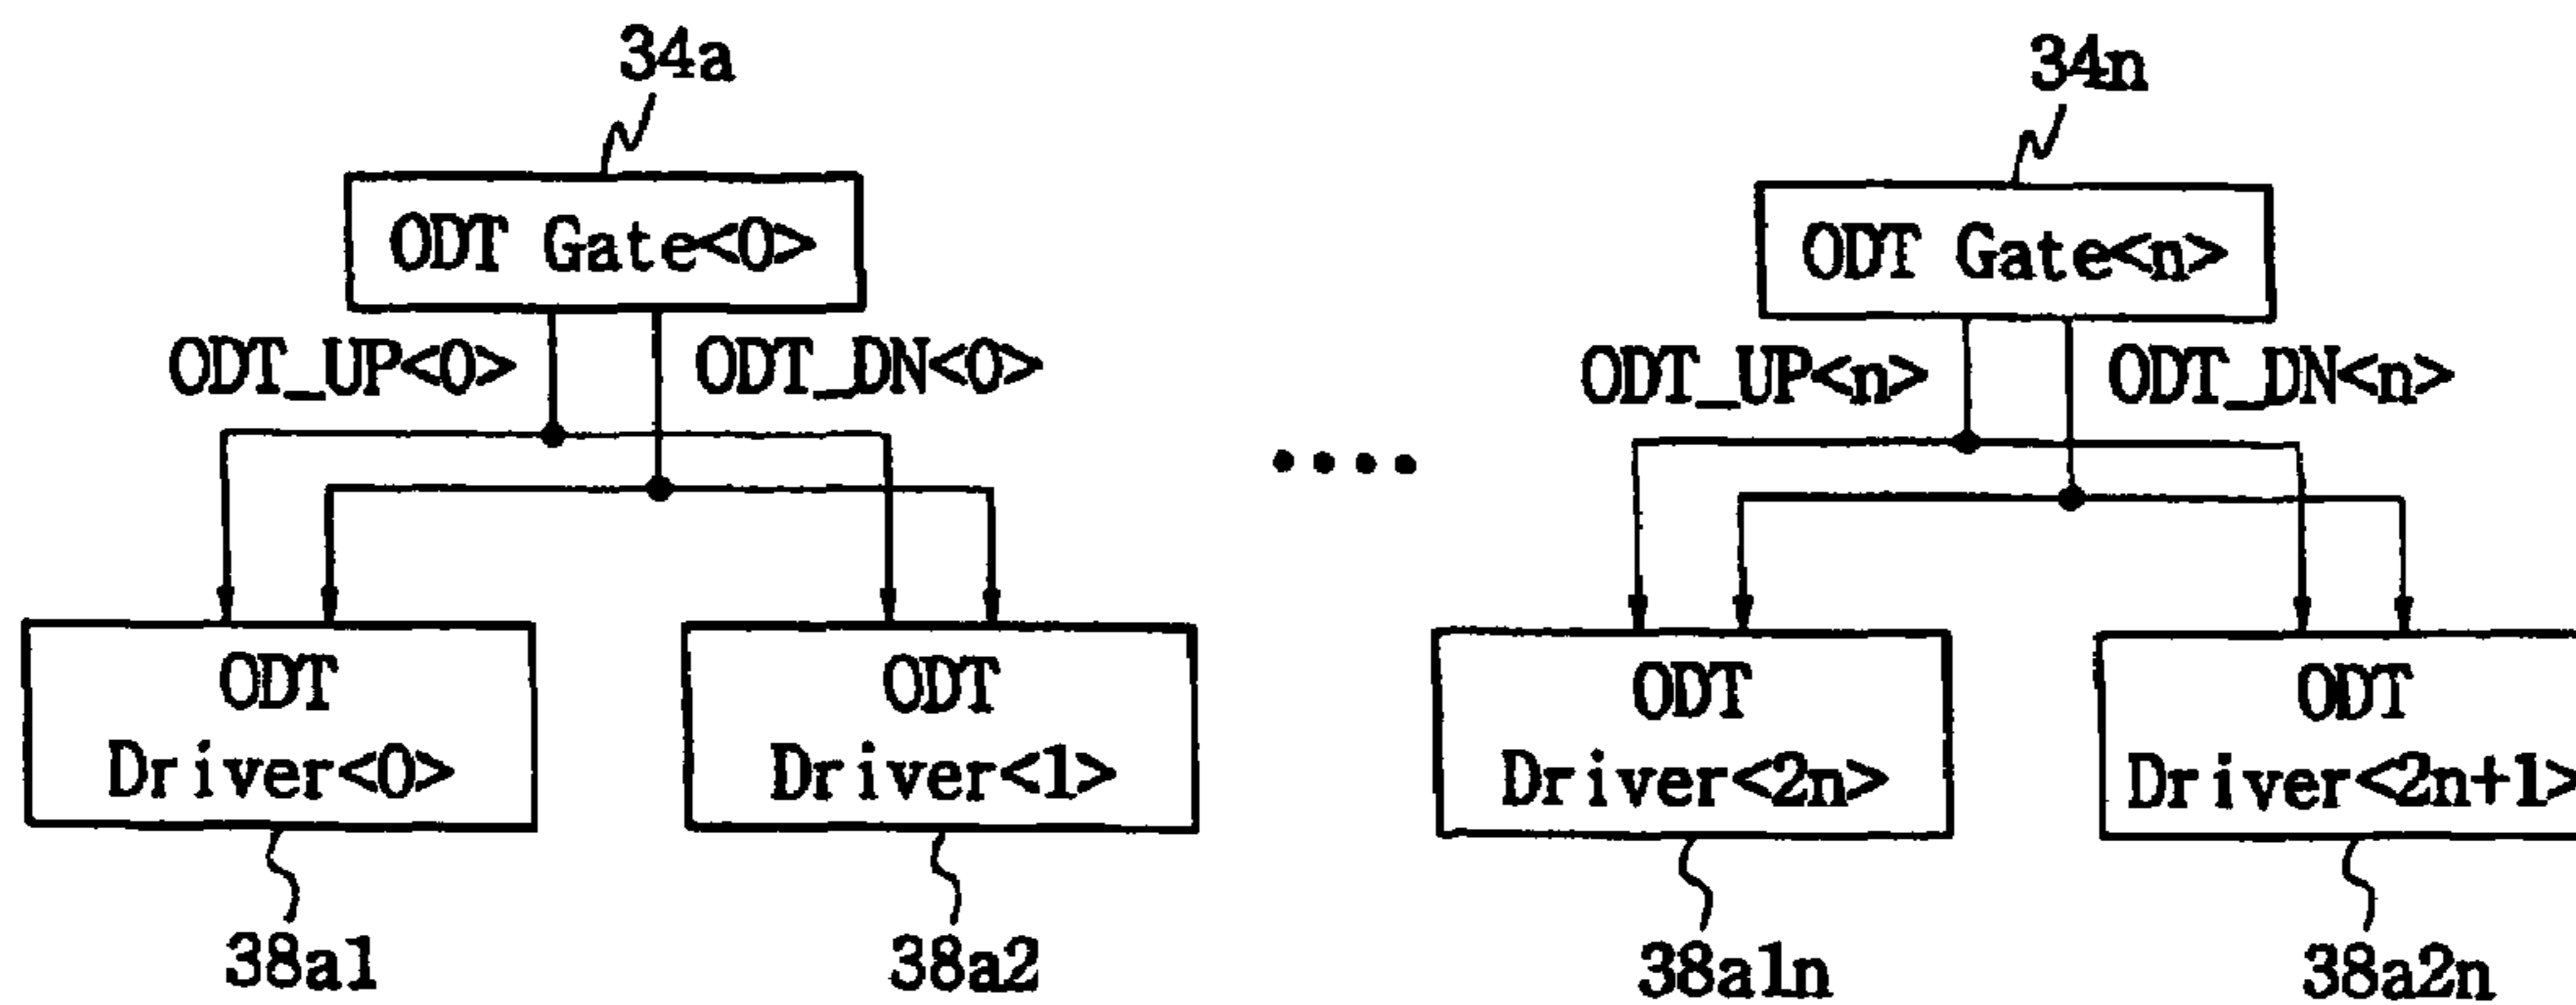 34a
34n
ODT Gate<0>
ODT Gate<n>
ODT_UP<0>
ODT_DN<0>
ODT_UP<n>
ODT_DN<n>
ODT
Driver<0>
ODT
Driver<1>
ODT
Driver<2n>
ODT
Driver<2n+1>
38a1
38a2
38a1n
38a2n